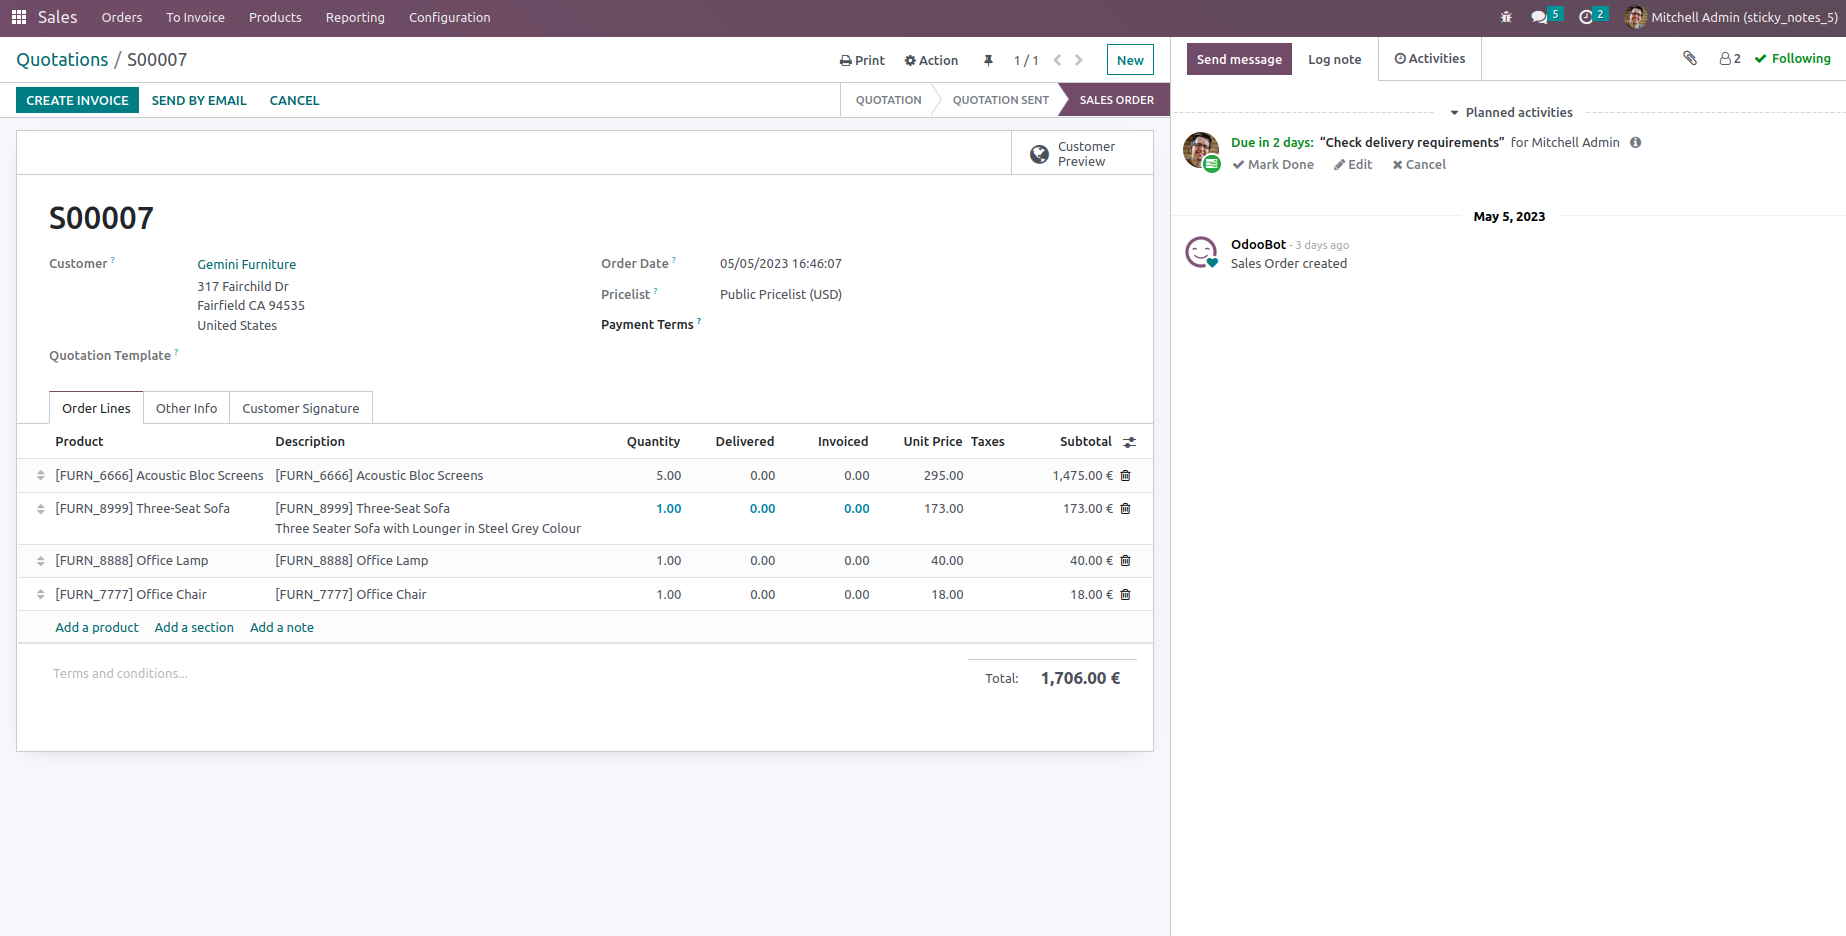 Sales Orders To Invoice Products Reporting Configuration 5 2 Mitchell Admin (sticky_notes_5)
Quotations / S00007 Print Action 1 / 1 New
Send message Log note Activities 2 Following
CREATE INVOICE SEND BY EMAIL CANCEL QUOTATION QUOTATION SENT SALES ORDER
Customer
Preview
S00007
Customer ? Gemini Furniture
317 Fairchild Dr
Fairfield CA 94535
United States
Quotation Template ?
Order Date ? 05/05/2023 16:46:07
Pricelist ? Public Pricelist (USD)
Payment Terms ?
Order Lines Other Info Customer Signature
Product Description Quantity Delivered Invoiced Unit Price Taxes Subtotal
[FURN_6666] Acoustic Bloc Screens [FURN_6666] Acoustic Bloc Screens 5.00 0.00 0.00 295.00 1,475.00 €
[FURN_8999] Three-Seat Sofa [FURN_8999] Three-Seat Sofa 1.00 0.00 0.00 173.00 173.00 €
Three Seater Sofa with Lounger in Steel Grey Colour
[FURN_8888] Office Lamp [FURN_8888] Office Lamp 1.00 0.00 0.00 40.00 40.00 €
[FURN_7777] Office Chair [FURN_7777] Office Chair 1.00 0.00 0.00 18.00 18.00 €
Add a product Add a section Add a note
Terms and conditions...
Total: 1,706.00 €
Planned activities
Due in 2 days: “Check delivery requirements” for Mitchell Admin
Mark Done Edit Cancel
May 5, 2023
OdooBot - 3 days ago
Sales Order created